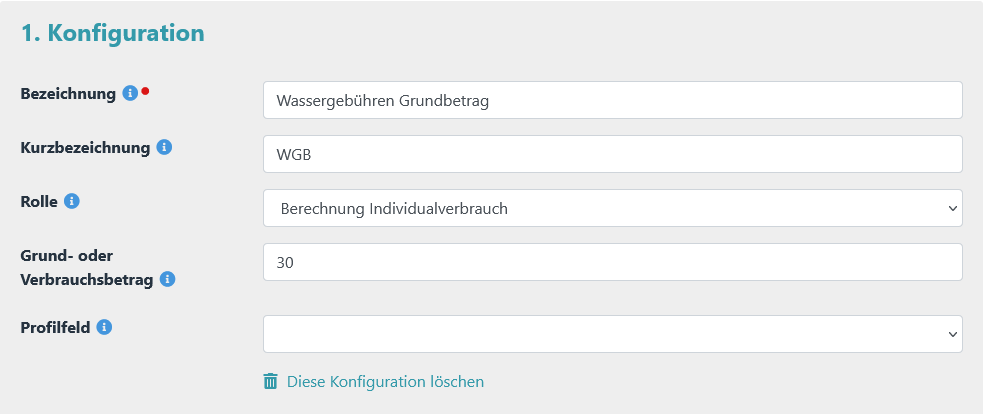 1. Konfiguration
Bezeichnung
Wassergebühren Grundbetrag
Kurzbezeichnung
WGB
Rolle
Berechnung Individualverbrauch
Grund- oder
Verbrauchsbetrag
30
Profilfeld
Diese Konfiguration löschen